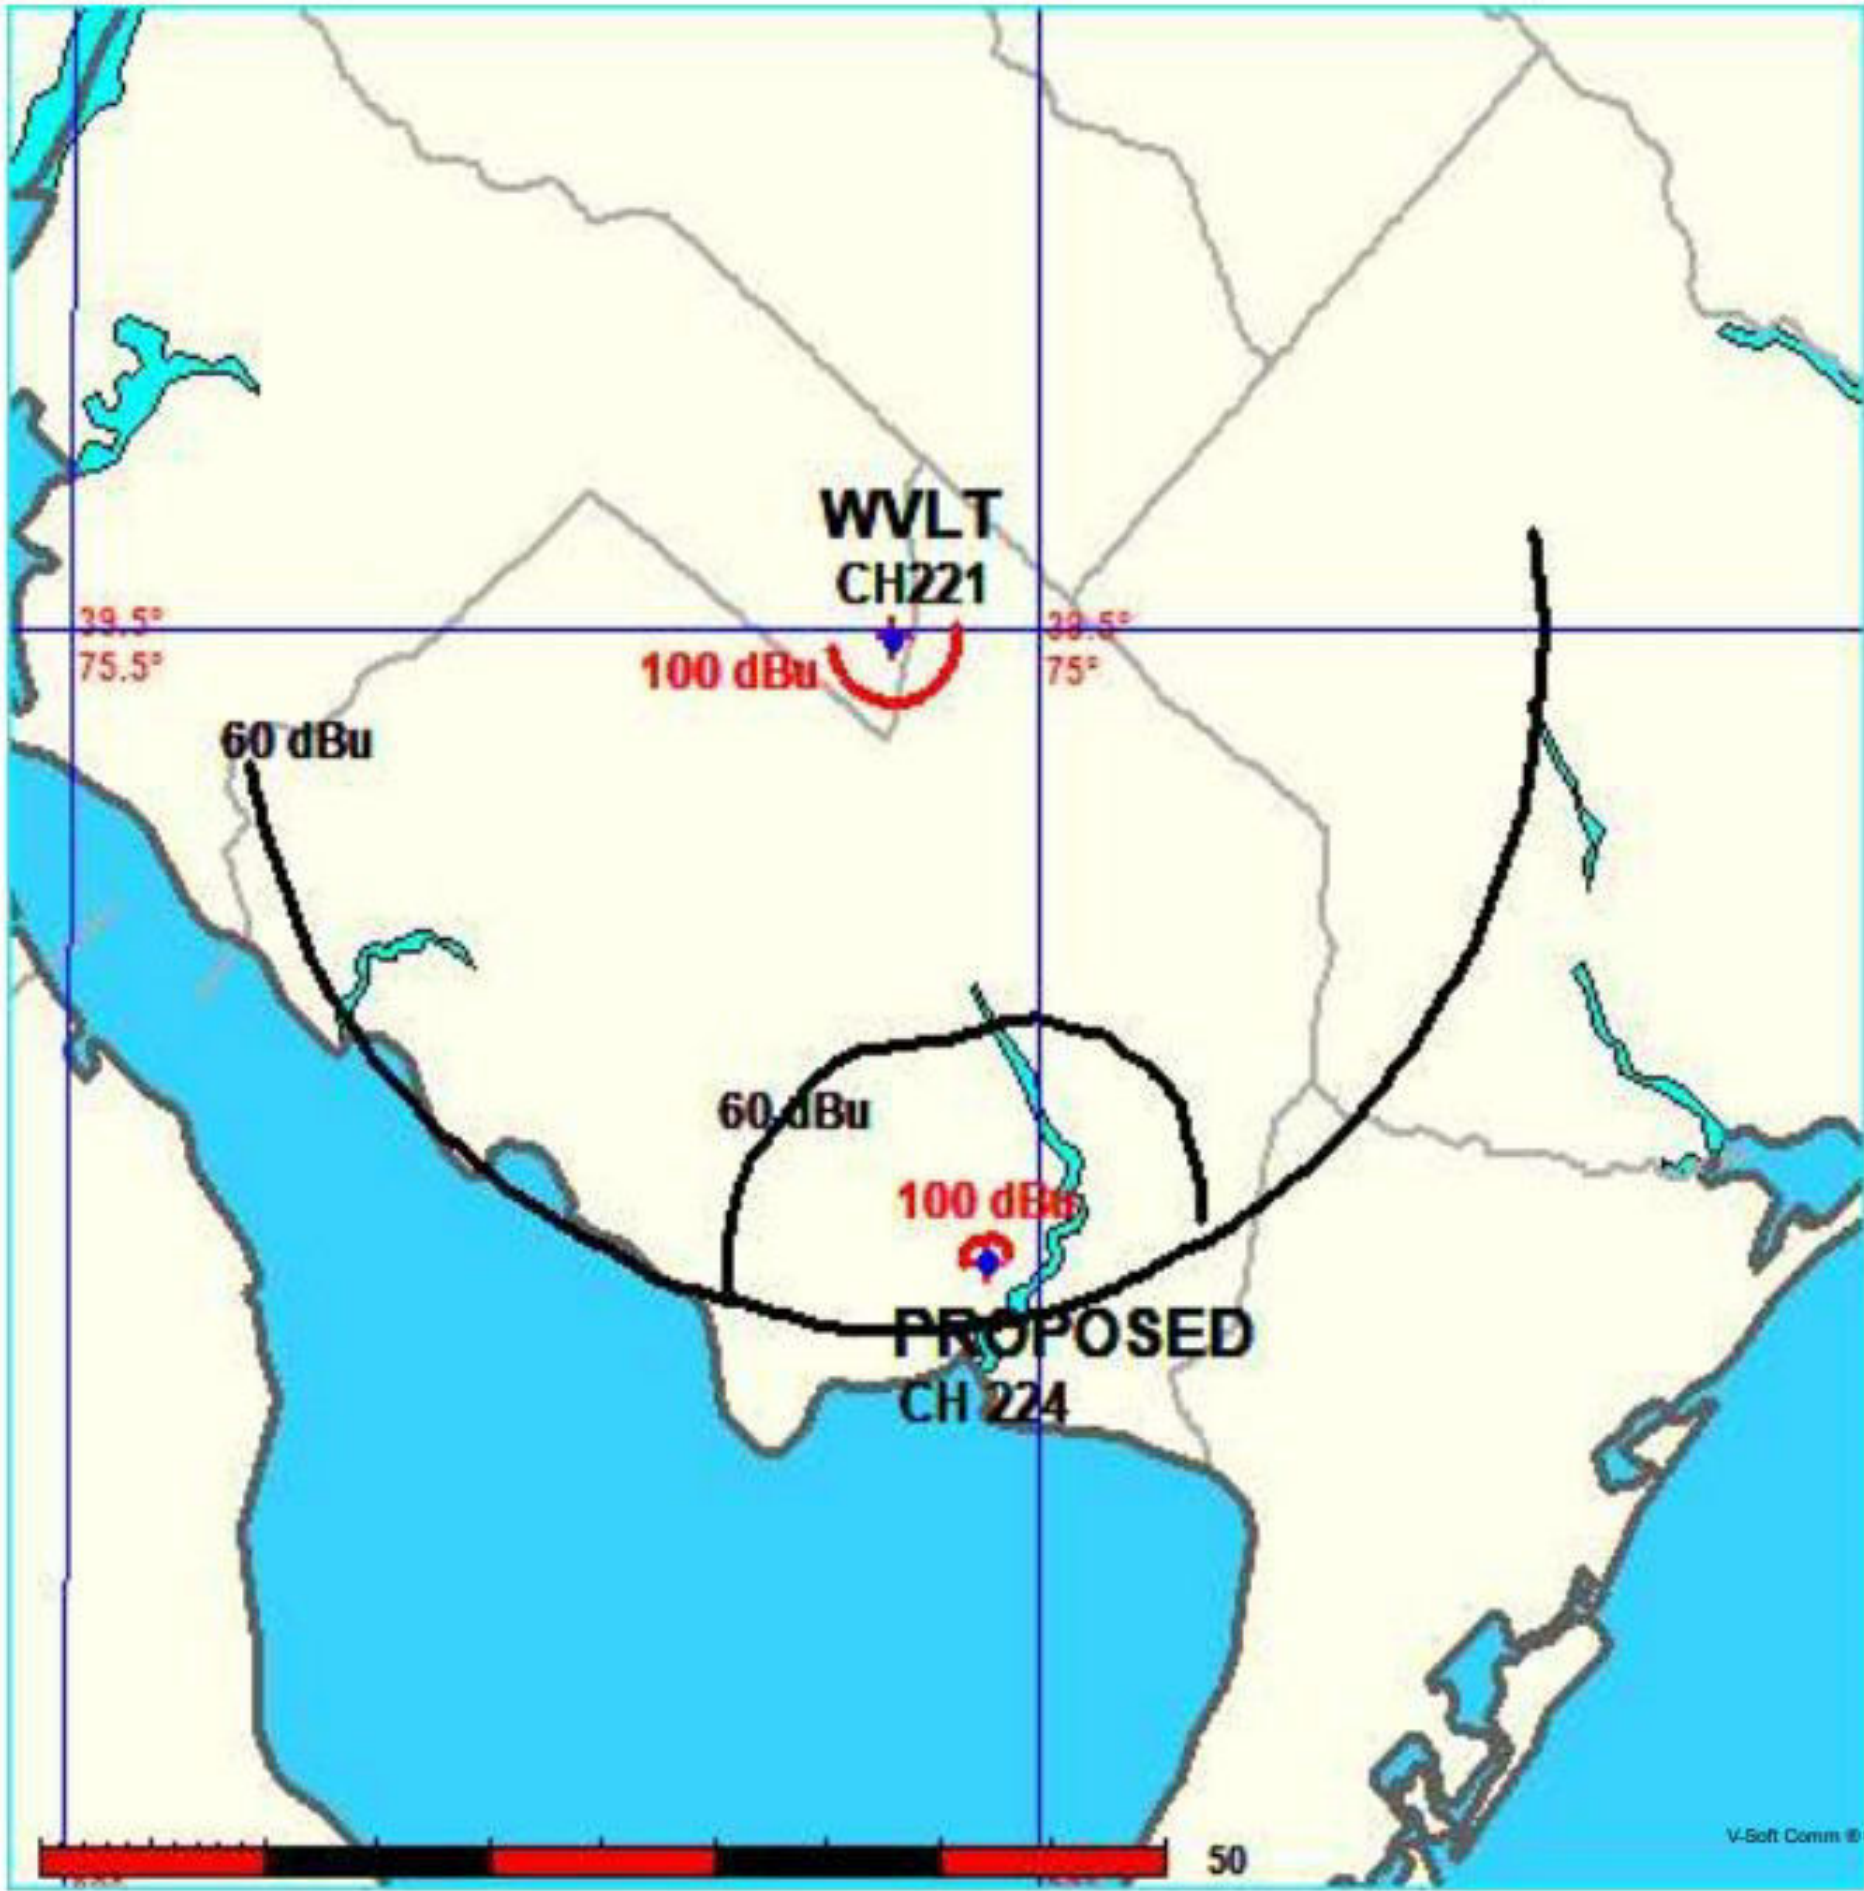 WVLT
CH221
39.5°
39.5°
75.5°
100 dBu
75°
60 dBu
60 dBu
100 dBu
PROPOSED
CH 224
V-Soft Comm ®
50